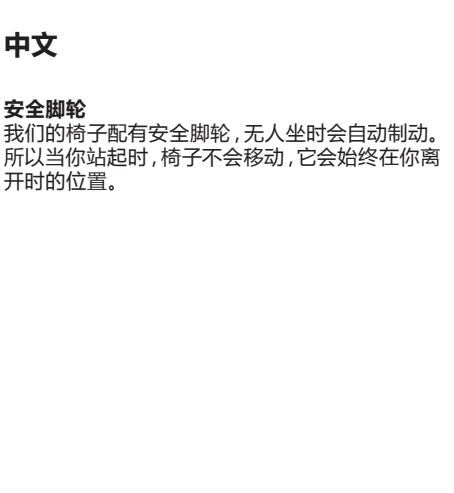 中文
安全脚轮
我们的椅子配有安全脚轮,无人坐时会自动制动。
所以当你站起时,椅子不会移动,它会始终在你离
开时的位置。